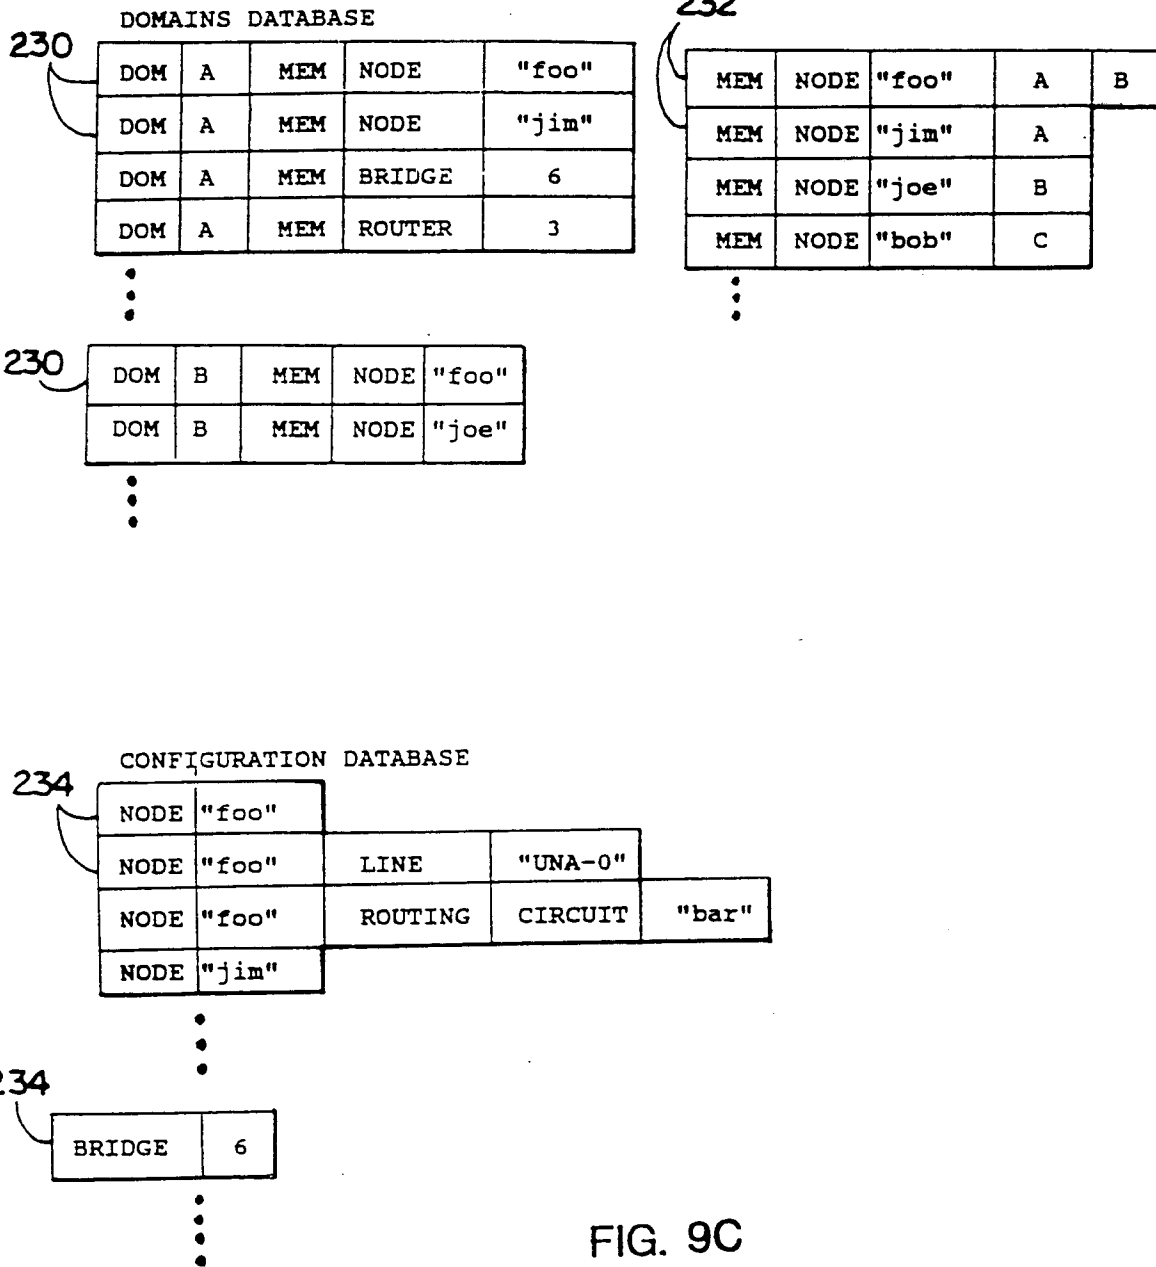 DOMAINS DATABASE
230
DOM A MEM NODE "foo"
DOM A MEM NODE "jim"
DOM A MEM BRIDGE 6
DOM A MEM ROUTER 3
232
MEM NODE "foo" A B
MEM NODE "jim" A
MEM NODE "joe" B
MEM NODE "bob" C
230
DOM B MEM NODE "foo"
DOM B MEM NODE "joe"
CONFIGURATION DATABASE
234
NODE "foo"
NODE "foo" LINE "UNA-0"
NODE "foo" ROUTING CIRCUIT "bar"
NODE "jim"
234
BRIDGE 6
FIG. 9C